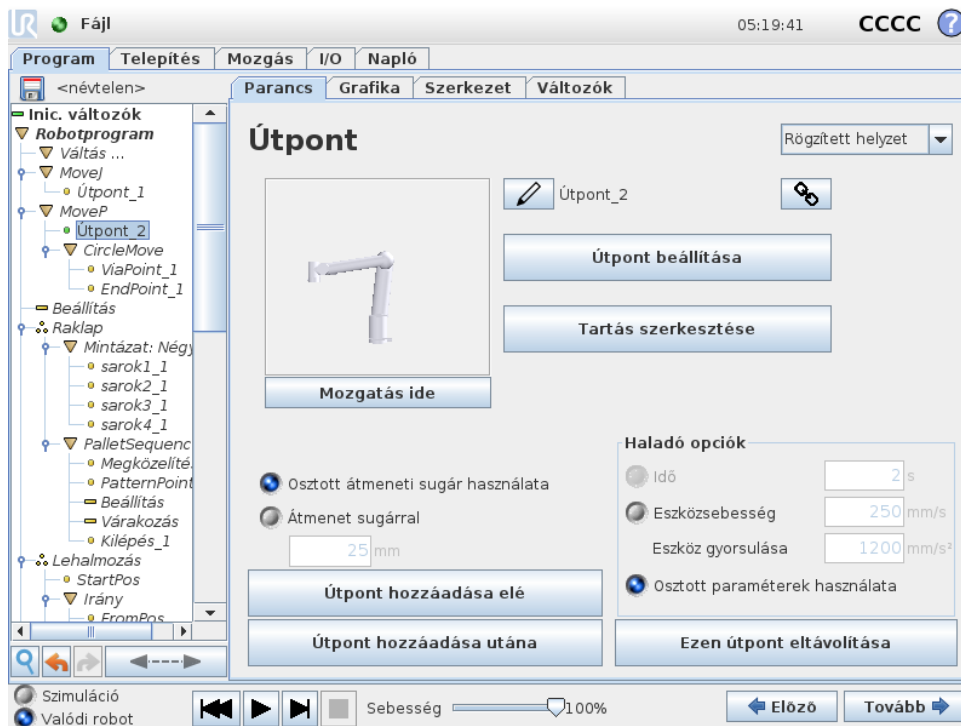 UR Fájl 05:19:41 CCCC ?
Program Telepítés Mozgás I/O Napló
<névtelen>
Parancs Grafika Szerkezet Változók
Inic. változók
Robotprogram
Váltás ...
MoveJ
Útpont_1
MoveP
Útpont_2
CircleMove
ViaPoint_1
EndPoint_1
Beállítás
Raklap
Mintázat: Négy
sarok1_1
sarok2_1
sarok3_1
sarok4_1
PalletSequenc
Megközelíté
PatternPoint
Beállítás
Várakozás
Kilépés_1
Lehalmozás
StartPos
Irány
FromPos
Útpont
Rögzített helyzet
Útpont_2
Útpont beállítása
Tartás szerkesztése
Mozgatás ide
Osztott átmeneti sugár használata
Átmenet sugárral
25 mm
Haladó opciók
Idő 2 s
Eszközsebesség 250 mm/s
Eszköz gyorsulása 1200 mm/s²
Osztott paraméterek használata
Útpont hozzáadása elé
Útpont hozzáadása utána
Ezen útpont eltávolítása
Szimuláció
Valódi robot
Sebesség 100%
Előző
Tovább